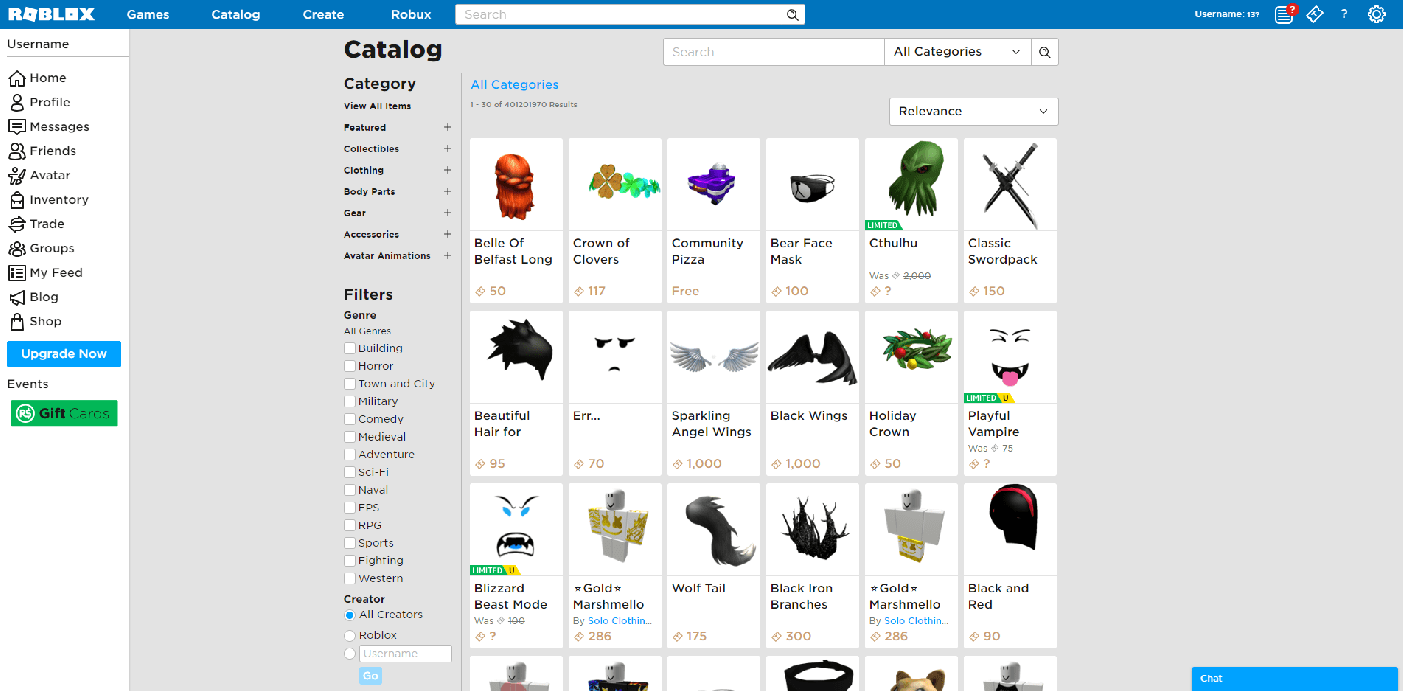 ROBLOX
Games
Catalog
Create
Robux
Search
Username: 13?
?
?
Username
Home
Profile
Messages
Friends
Avatar
Inventory
Trade
Groups
My Feed
Blog
Shop
Upgrade Now
Events
R$ Gift Cards
Catalog
Search
All Categories
Category
View All Items
Featured +
Collectibles +
Clothing +
Body Parts +
Gear +
Accessories +
Avatar Animations +
Filters
Genre
All Genres
Building
Horror
Town and City
Military
Comedy
Medieval
Adventure
Sci-Fi
Naval
FPS
RPG
Sports
Fighting
Western
Creator
All Creators
Roblox
Username
Go
All Categories
1 - 30 of 401201970 Results
Relevance
Belle Of
Belfast Long
50
Crown of
Clovers
117
Community
Pizza
Free
Bear Face
Mask
100
LIMITED
Cthulhu
Was 2,000
?
Classic
Swordpack
150
Beautiful
Hair for
95
Err...
70
Sparkling
Angel Wings
1,000
Black Wings
1,000
Holiday
Crown
50
LIMITED U
Playful
Vampire
Was 75
?
LIMITED U
Blizzard
Beast Mode
Was 100
?
⭐Gold⭐
Marshmello
By Solo Clothin...
286
Wolf Tail
175
Black Iron
Branches
300
⭐Gold⭐
Marshmello
By Solo Clothin...
286
Black and
Red
90
Chat